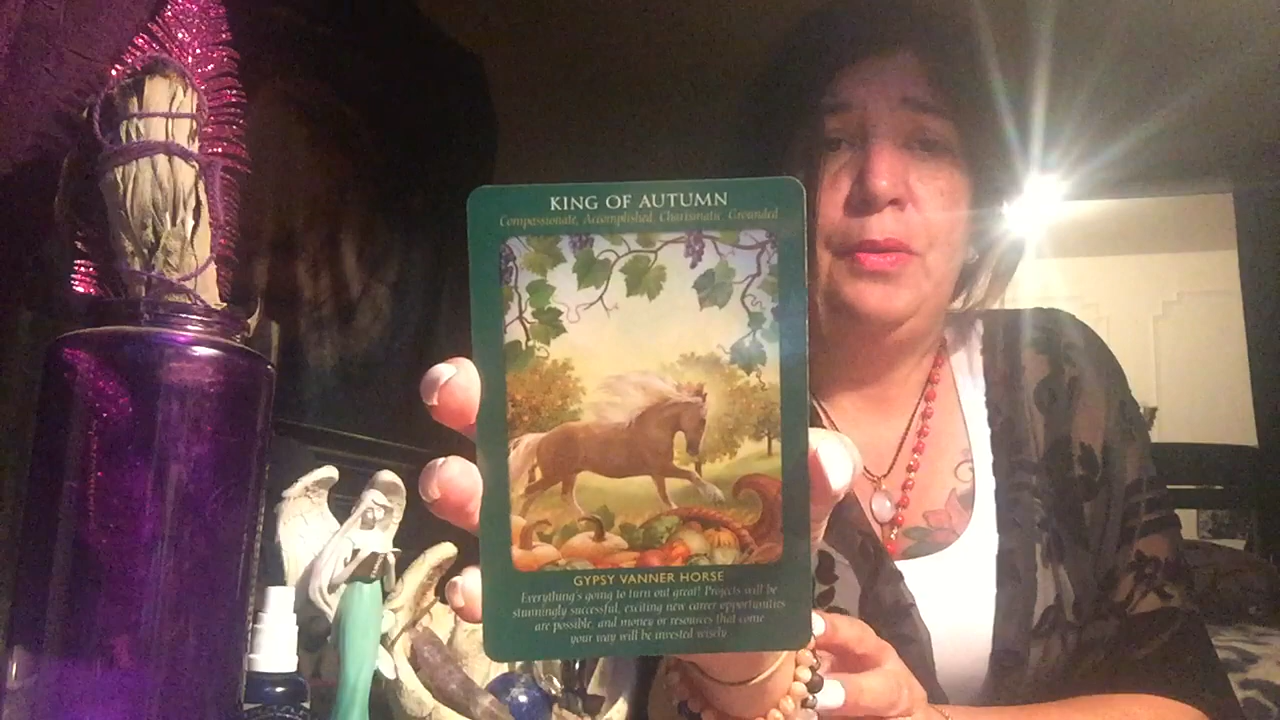 KING OF AUTUMN
Compassionate, Accomplished, Charismatic, Grounded
GYPSY VANNER HORSE
Everything's going to turn out great! Projects will be
stunningly successful, exciting new career opportunities
are possible, and money or resources that come
your way will be invested wisely.